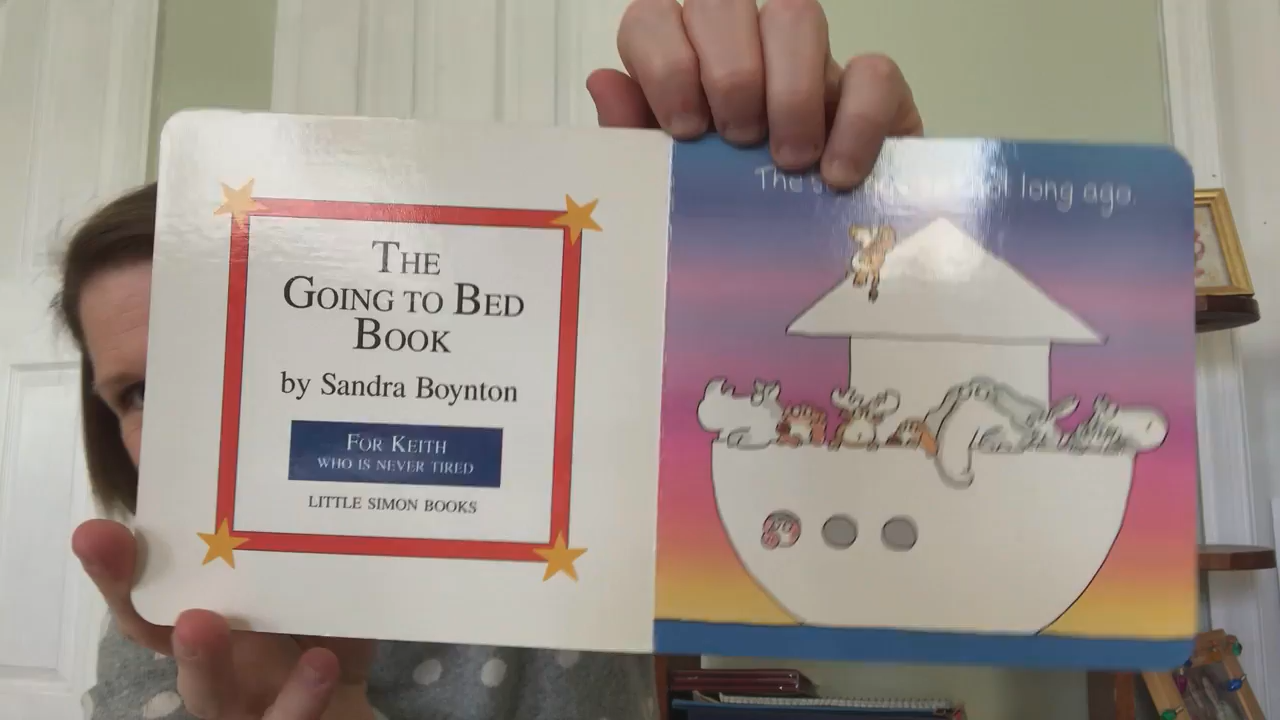 THE
GOING TO BED
BOOK
by Sandra Boynton
FOR KEITH
WHO IS NEVER TIRED
LITTLE SIMON BOOKS
The long ago.